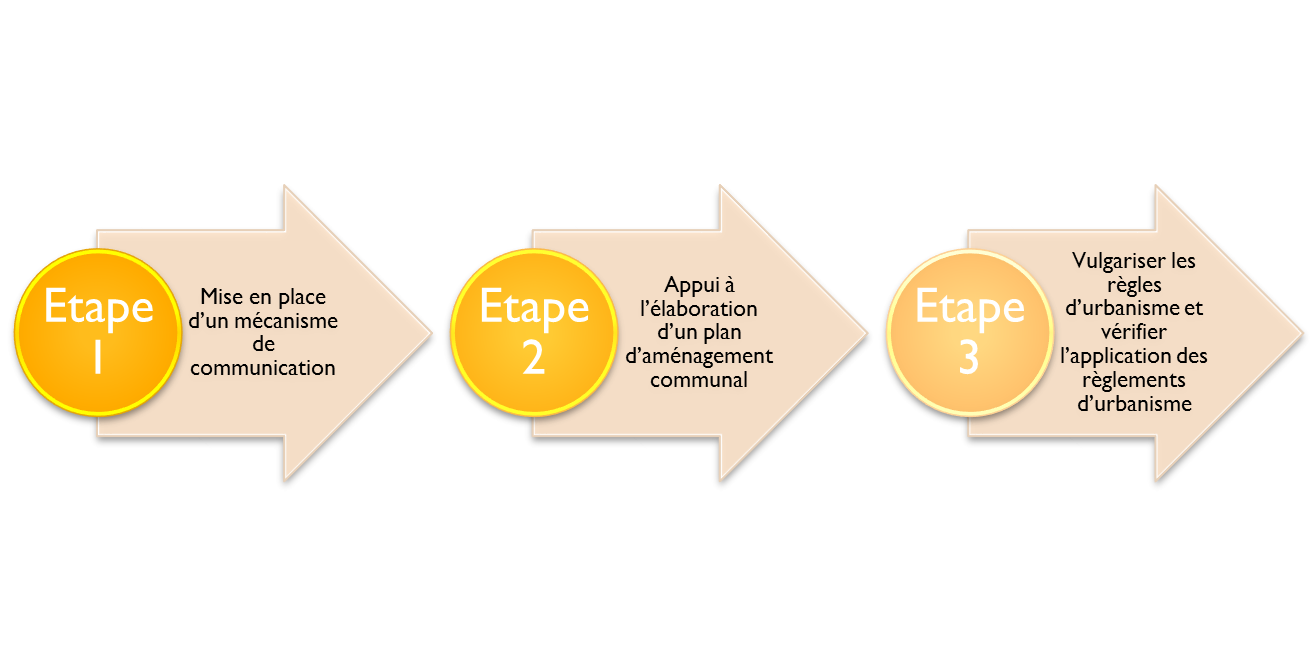 Etape
1
Mise en place
d’un mécanisme
de
communication
Etape
2
Appui à
l’élaboration
d’un plan
d’aménagement
communal
Etape
3
Vulgariser les
règles
d’urbanisme et
vérifier
l’application des
règlements
d’urbanisme